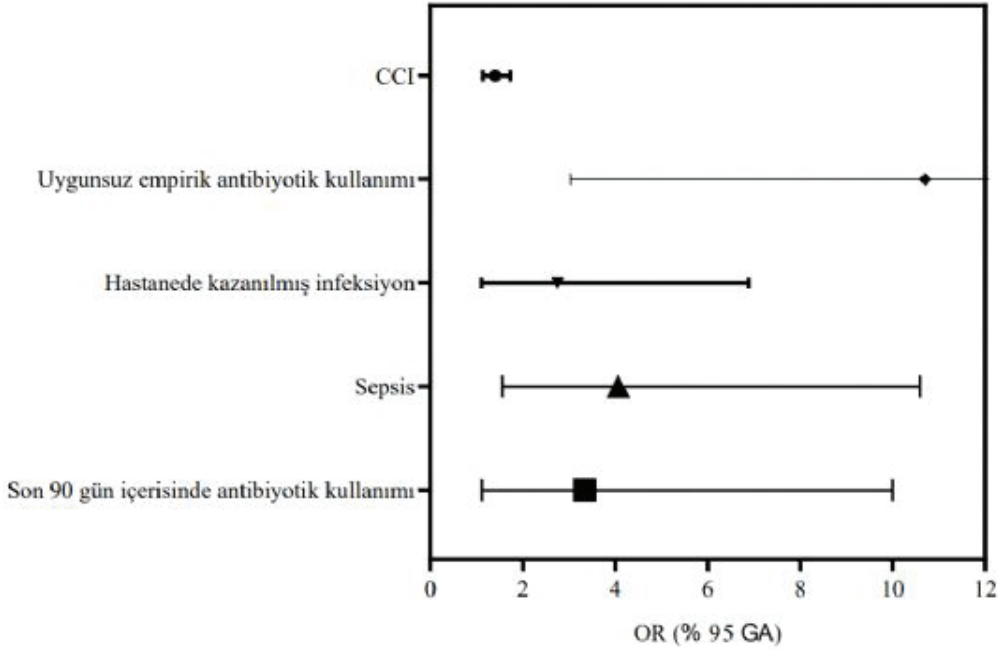 CCI
Uygunsuz empirik antibiyotik kullanımı
Hastanede kazanılmış infeksiyon
Sepsis
Son 90 gün içerisinde antibiyotik kullanımı
0 2 4 6 8 10 12
OR (% 95 GA)